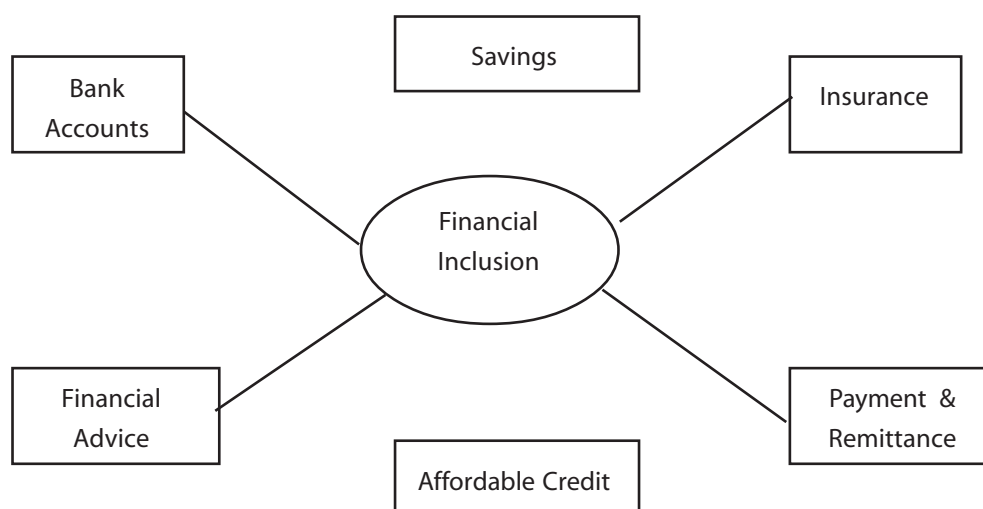 Savings
Bank
Accounts
Insurance
Financial
Inclusion
Financial
Advice
Payment &
Remittance
Affordable Credit